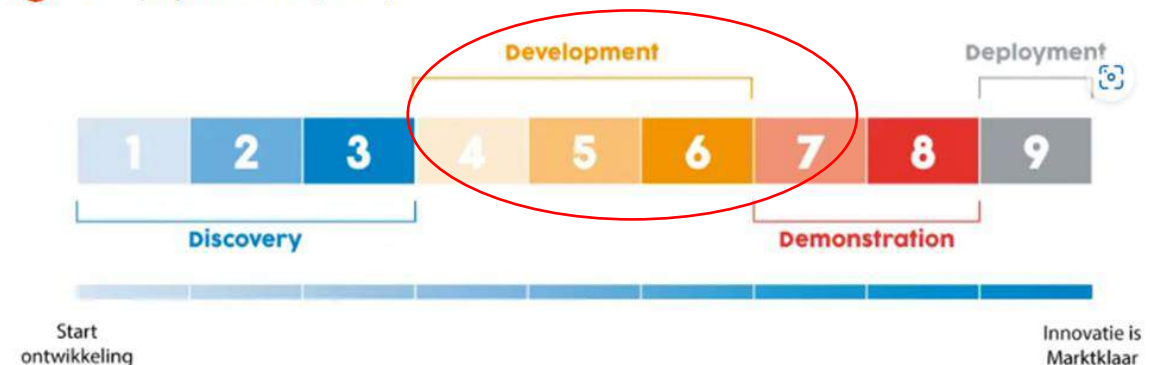 Development Deployment
1 2 3 4 5 6 7 8 9
Discovery Demonstration
Start
ontwikkeling
Innovatie is
Marktklaar